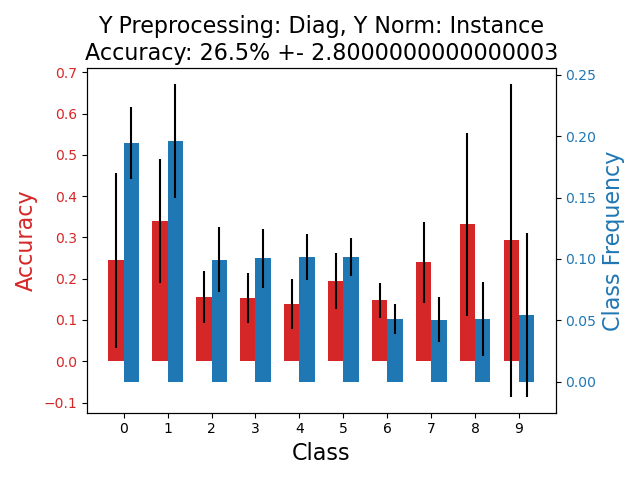 Y Preprocessing: Diag, Y Norm: Instance
Accuracy: 26.5% +- 2.8000000000000003
Accuracy
0.7
0.6
0.5
0.4
0.3
0.2
0.1
0.0
−0.1
0.25
0.20
0.15
0.10
0.05
0.00
Class Frequency
0 1 2 3 4 5 6 7 8 9
Class